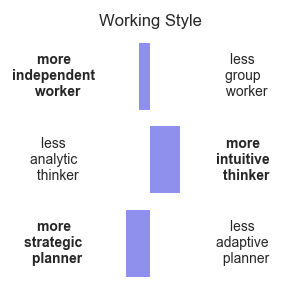 Working Style
more
independent
worker
less
group
worker
less
analytic
thinker
more
intuitive
thinker
more
strategic
planner
less
adaptive
planner